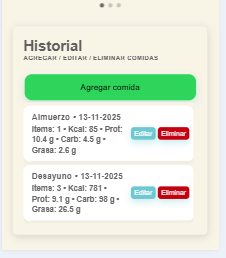 Historial
AGREGAR / EDITAR / ELIMINAR COMIDAS
Agregar comida
Almuerzo • 13-11-2025
Items: 1 • Kcal: 85 • Prot:
10.4 g • Carb: 4.5 g •
Grasa: 2.6 g
Editar
Eliminar
Desayuno • 13-11-2025
Items: 3 • Kcal: 781 •
Prot: 9.1 g • Carb: 98 g •
Grasa: 26.5 g
Editar
Eliminar